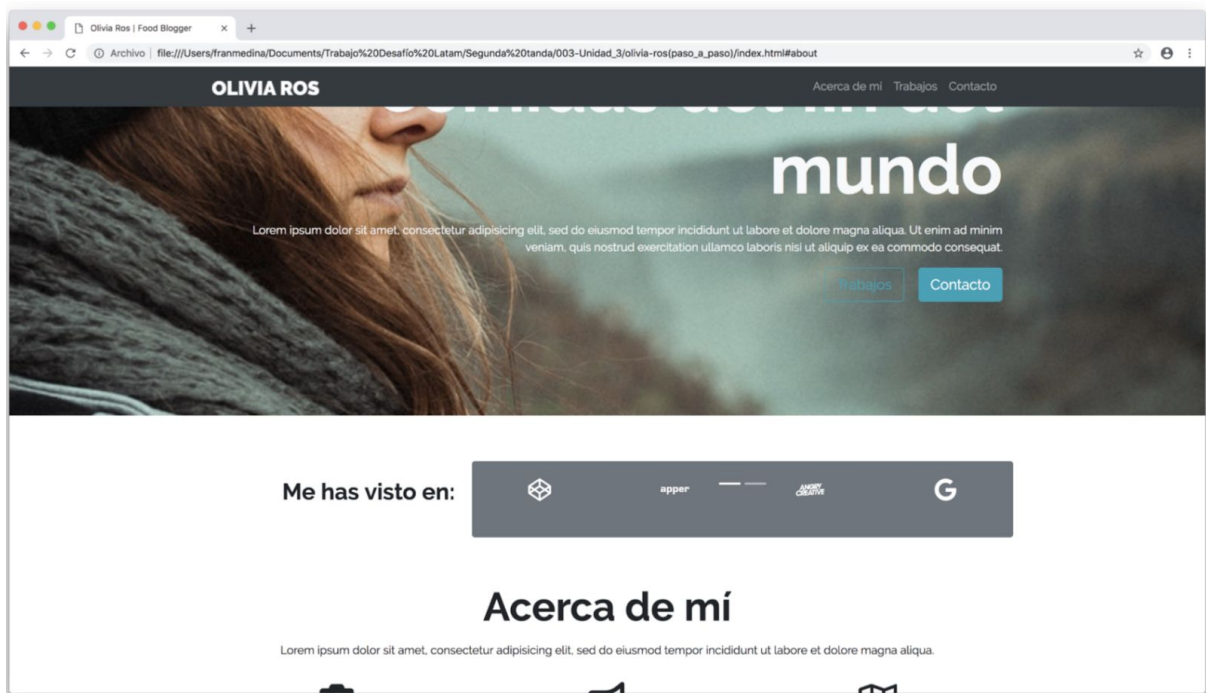 Olivia Ros | Food Blogger
Archivo | file:///Users/franmedina/Documents/Trabajo%20Desafío%20Latam/Segunda%20tanda/003-Unidad_3/olivia-ros(paso_a_paso)/index.html#about
OLIVIA ROS
Acerca de mí Trabajos Contacto
mundo
Lorem ipsum dolor sit amet, consectetur adipisicing elit, sed do eiusmod tempor incididunt ut labore et dolore magna aliqua. Ut enim ad minim
veniam, quis nostrud exercitation ullamco laboris nisi ut aliquip ex ea commodo consequat.
Trabajos Contacto
Me has visto en:
apper
ANGRY
CREATIVE
G
Acerca de mí
Lorem ipsum dolor sit amet, consectetur adipisicing elit, sed do eiusmod tempor incididunt ut labore et dolore magna aliqua.